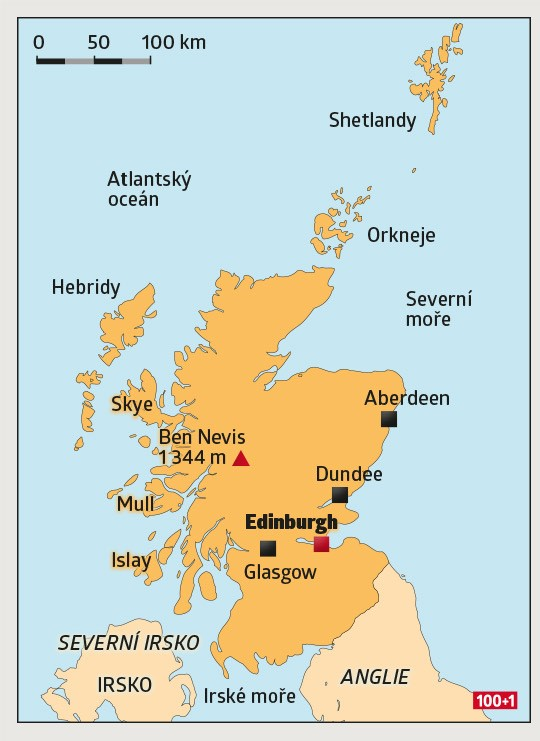 0 50 100 km
Shetlandy
Atlantský
oceán
Orkneje
Hebridy
Severní
moře
Aberdeen
Skye
Ben Nevis
1 344 m
Dundee
Mull
Edinburgh
Islay
Glasgow
SEVERNÍ IRSKO
ANGLIE
IRSKO
Irské moře
100+1